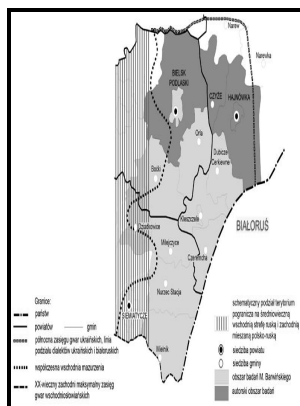 Narew
Narewka
BIELSK
PODLASKI
CZYŻE
HAJNÓWKA
Orla
Dubicze
Cerkiewne
Boćki
Kleszczele
BIAŁORUŚ
Dziadkowice
Milejczyce
Czeremcha
Nurzec Stacja
SIEMIATYCZE
Mielnik
Granice:
państw
powiatów
gmin
północna zasięgu gwar ukraińskich, linia
podziału dialektów ukraińskich i białoruskich
współczesna wschodnia mazurzenia
XX-wieczny zachodni maksymalny zasięg
gwar wschodniosłowiańskich
schematyczny podział terytorium
pogranicza na średniowieczną
wschodnią strefę ruską i zachodnią
mieszaną polsko-ruską
siedziba powiatu
siedziba gminy
obszar badań M. Barwińskiego
autorski obszar badań